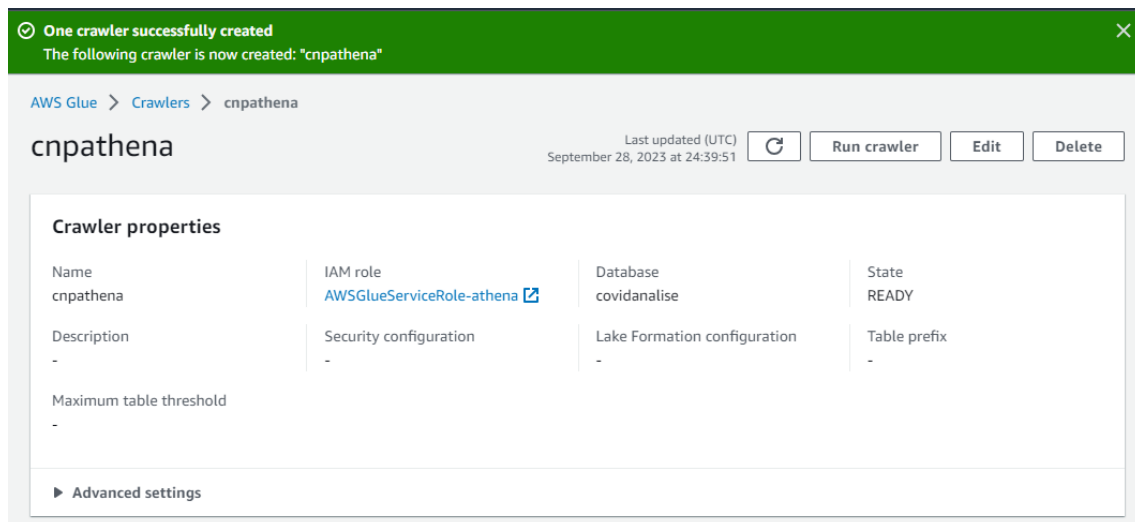 One crawler successfully created
The following crawler is now created: "cnpathena"
AWS Glue > Crawlers > cnpathena
cnpathena
Last updated (UTC)
September 28, 2023 at 24:39:51
Run crawler Edit Delete
Crawler properties
Name IAM role Database State
cnpathena AWSGlueServiceRole-athena covidanalise READY
Description Security configuration Lake Formation configuration Table prefix
- - - -
Maximum table threshold
-
Advanced settings